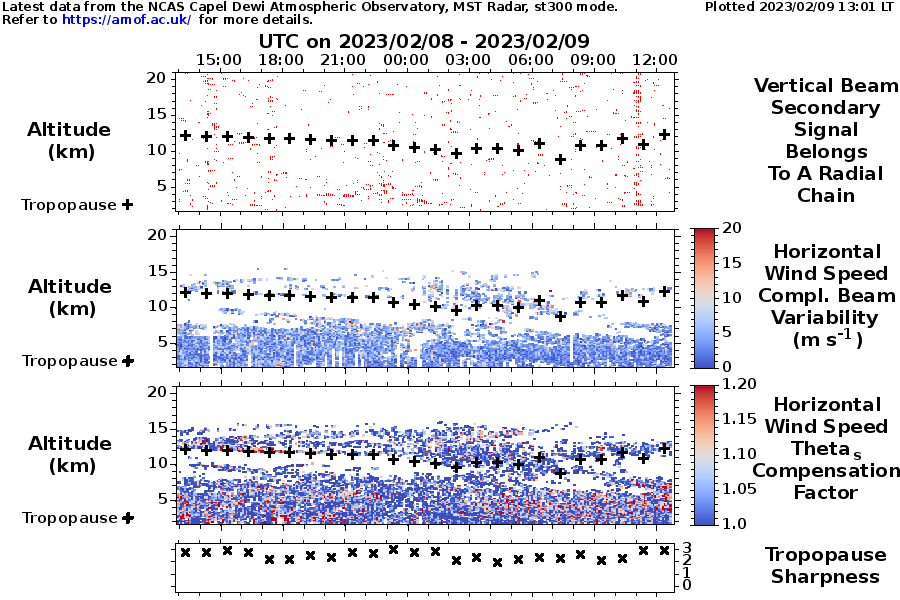 Latest data from the NCAS Capel Dewi Atmospheric Observatory, MST Radar, st300 mode.
Plotted 2023/02/09 13:01 LT
Refer to https://amof.ac.uk/ for more details.
UTC on 2023/02/08 - 2023/02/09
15:00 18:00 21:00 00:00 03:00 06:00 09:00 12:00
20
15
10
5
Altitude
(km)
Tropopause
Vertical Beam
Secondary
Signal
Belongs
To A Radial
Chain
20
15
10
5
Altitude
(km)
Tropopause
20
15
10
5
0
Horizontal
Wind Speed
Compl. Beam
Variability
(m s-1)
20
15
10
5
Altitude
(km)
Tropopause
1.20
1.15
1.10
1.05
1.0
Horizontal
Wind Speed
Theta s
Compensation
Factor
3
2
1
0
Tropopause
Sharpness